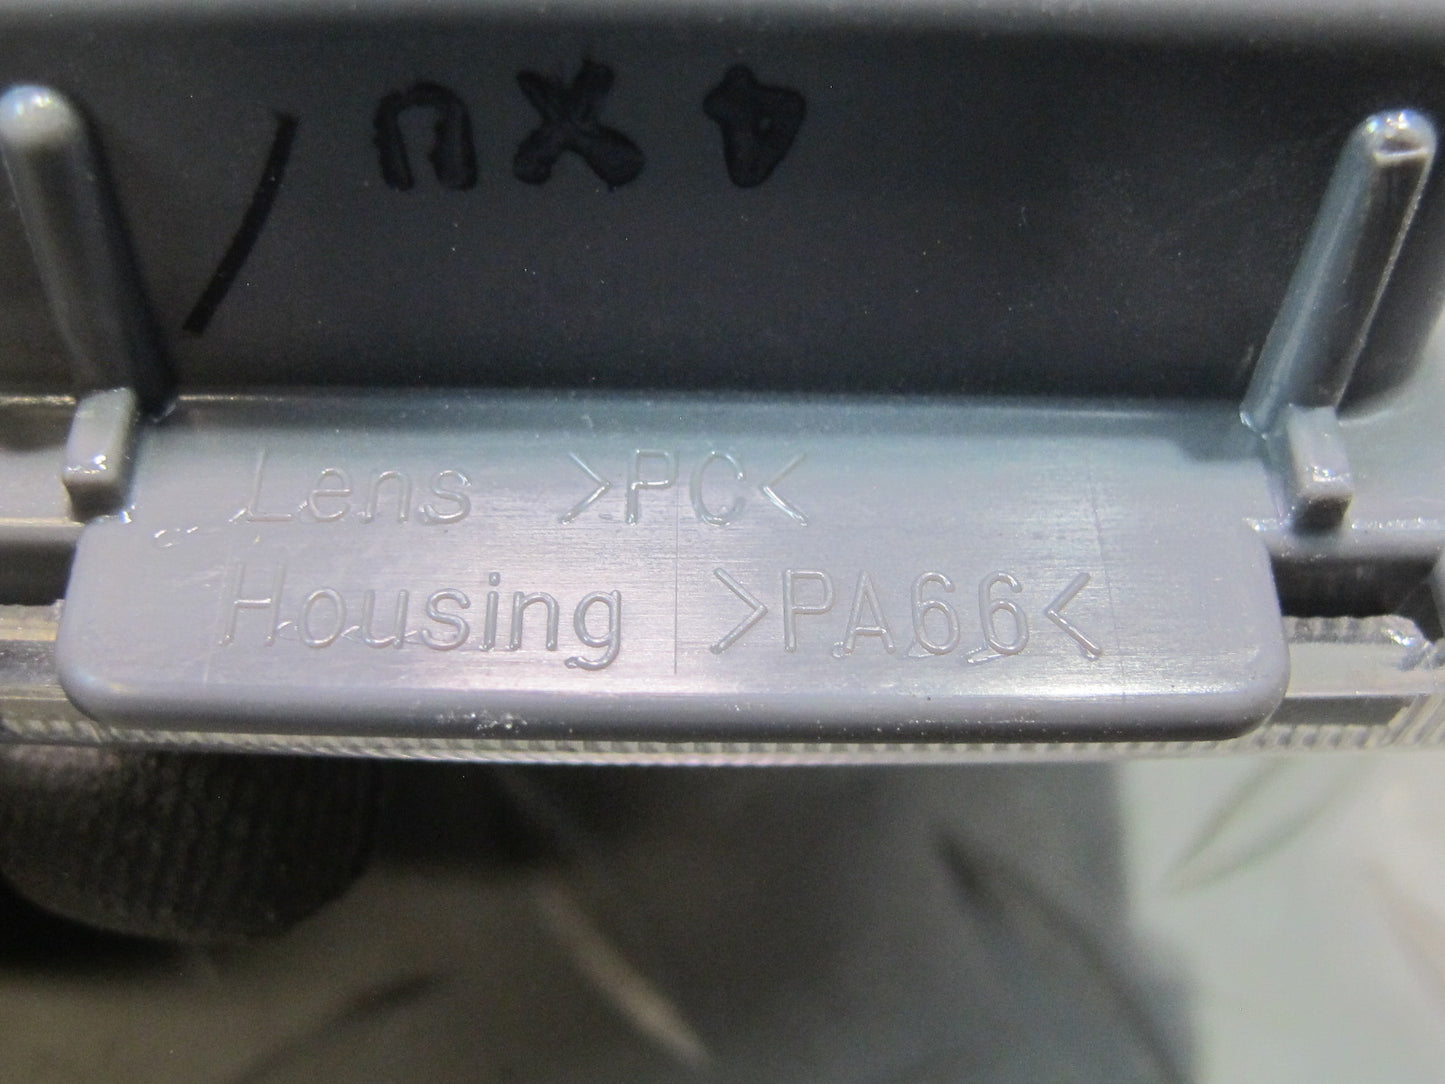 Lens >PC<
Housing >PA66<